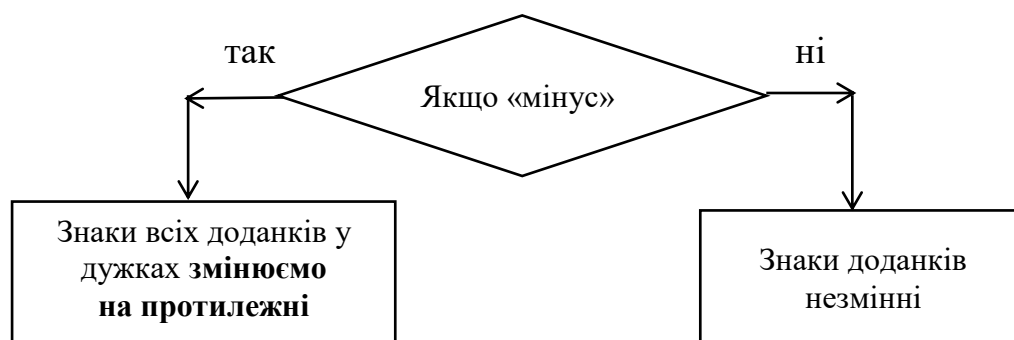 так
ні
Якщо «мінус»
Знаки всіх доданків у
дужках змінюємо
на протилежні
Знаки доданків
незмінні